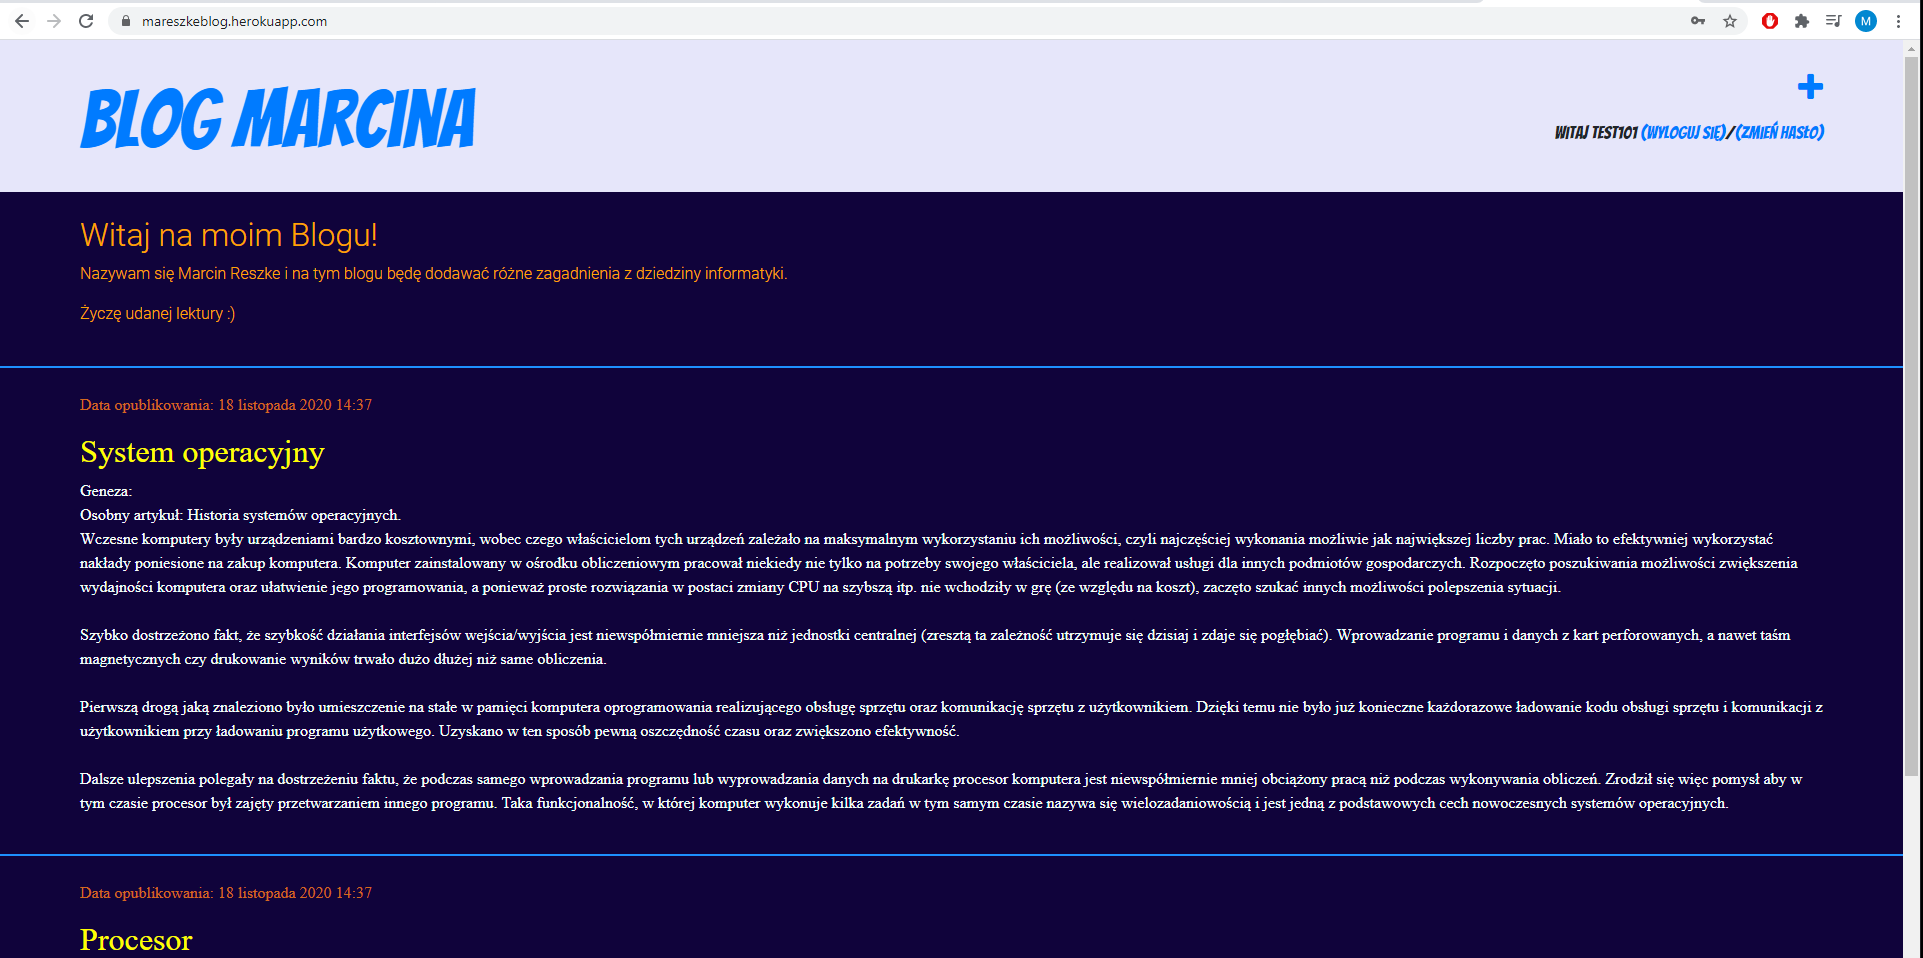 mareszkeblog.herokuapp.com
M
BLOG MARCINA
WITAJ TEST101 (WYLOGUJ SIĘ)/(ZMIEŃ HASŁO)
Witaj na moim Blogu!
Nazywam się Marcin Reszke i na tym blogu będę dodawać różne zagadnienia z dziedziny informatyki.
Życzę udanej lektury :)
Data opublikowania: 18 listopada 2020 14:37
System operacyjny
Geneza:
Osobny artykuł: Historia systemów operacyjnych.
Wczesne komputery były urządzeniami bardzo kosztownymi, wobec czego właścicielom tych urządzeń zależało na maksymalnym wykorzystaniu ich możliwości, czyli najczęściej wykonania możliwie jak największej liczby prac. Miało to efektywniej wykorzystać
nakłady poniesione na zakup komputera. Komputer zainstalowany w ośrodku obliczeniowym pracował niekiedy nie tylko na potrzeby swojego właściciela, ale realizował usługi dla innych podmiotów gospodarczych. Rozpoczęto poszukiwania możliwości zwiększenia
wydajności komputera oraz ułatwienie jego programowania, a ponieważ proste rozwiązania w postaci zmiany CPU na szybszą itp. nie wchodziły w grę (ze względu na koszt), zaczęto szukać innych możliwości polepszenia sytuacji.
Szybko dostrzeżono fakt, że szybkość działania interfejsów wejścia/wyjścia jest niewspółmiernie mniejsza niż jednostki centralnej (zresztą ta zależność utrzymuje się dzisiaj i zdaje się pogłębiać). Wprowadzanie programu i danych z kart perforowanych, a nawet taśm
magnetycznych czy drukowanie wyników trwało dużo dłużej niż same obliczenia.
Pierwszą drogą jaką znaleziono było umieszczenie na stałe w pamięci komputera oprogramowania realizującego obsługę sprzętu oraz komunikację sprzętu z użytkownikiem. Dzięki temu nie było już konieczne każdorazowe ładowanie kodu obsługi sprzętu i komunikacji z
użytkownikiem przy ładowaniu programu użytkowego. Uzyskano w ten sposób pewną oszczędność czasu oraz zwiększono efektywność.
Dalsze ulepszenia polegały na dostrzeżeniu faktu, że podczas samego wprowadzania programu lub wyprowadzania danych na drukarkę procesor komputera jest niewspółmiernie mniej obciążony pracą niż podczas wykonywania obliczeń. Zrodził się więc pomysł aby w
tym czasie procesor był zajęty przetwarzaniem innego programu. Taka funkcjonalność, w której komputer wykonuje kilka zadań w tym samym czasie nazywa się wielozadaniowością i jest jedną z podstawowych cech nowoczesnych systemów operacyjnych.
Data opublikowania: 18 listopada 2020 14:37
Procesor